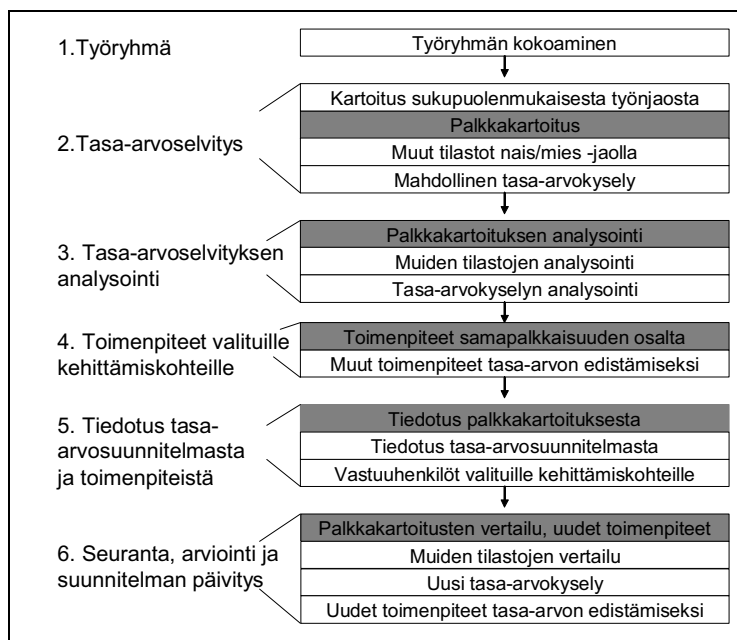 1.Työryhmä
Työryhmän kokoaminen
2.Tasa-arvoselvitys
Kartoitus sukupuolenmukaisesta työnjaosta
Palkkakartoitus
Muut tilastot nais/mies -jaolla
Mahdollinen tasa-arvokysely
3. Tasa-arvoselvityksen
analysointi
Palkkakartoituksen analysointi
Muiden tilastojen analysointi
Tasa-arvokyselyn analysointi
4. Toimenpiteet valituille
kehittämiskohteille
Toimenpiteet samapalkkaisuuden osalta
Muut toimenpiteet tasa-arvon edistämiseksi
5. Tiedotus tasa-
arvosuunnitelmasta
ja toimenpiteistä
Tiedotus palkkakartoituksesta
Tiedotus tasa-arvosuunnitelmasta
Vastuuhenkilöt valituille kehittämiskohteille
6. Seuranta, arviointi ja
suunnitelman päivitys
Palkkakartoitusten vertailu, uudet toimenpiteet
Muiden tilastojen vertailu
Uusi tasa-arvokysely
Uudet toimenpiteet tasa-arvon edistämiseksi